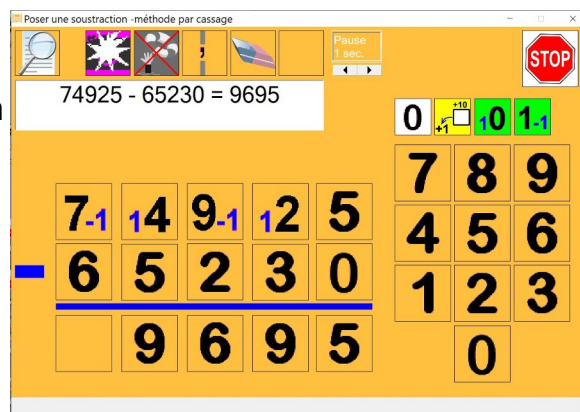 Poser une soustraction -méthode par cassage
Pause
1 sec.
STOP
74925 - 65230 = 9695
0 +1 +10 10 1-1
7 8 9
7-1 14 9-1 12 5
4 5 6
- 6 5 2 3 0
1 2 3
9 6 9 5
0